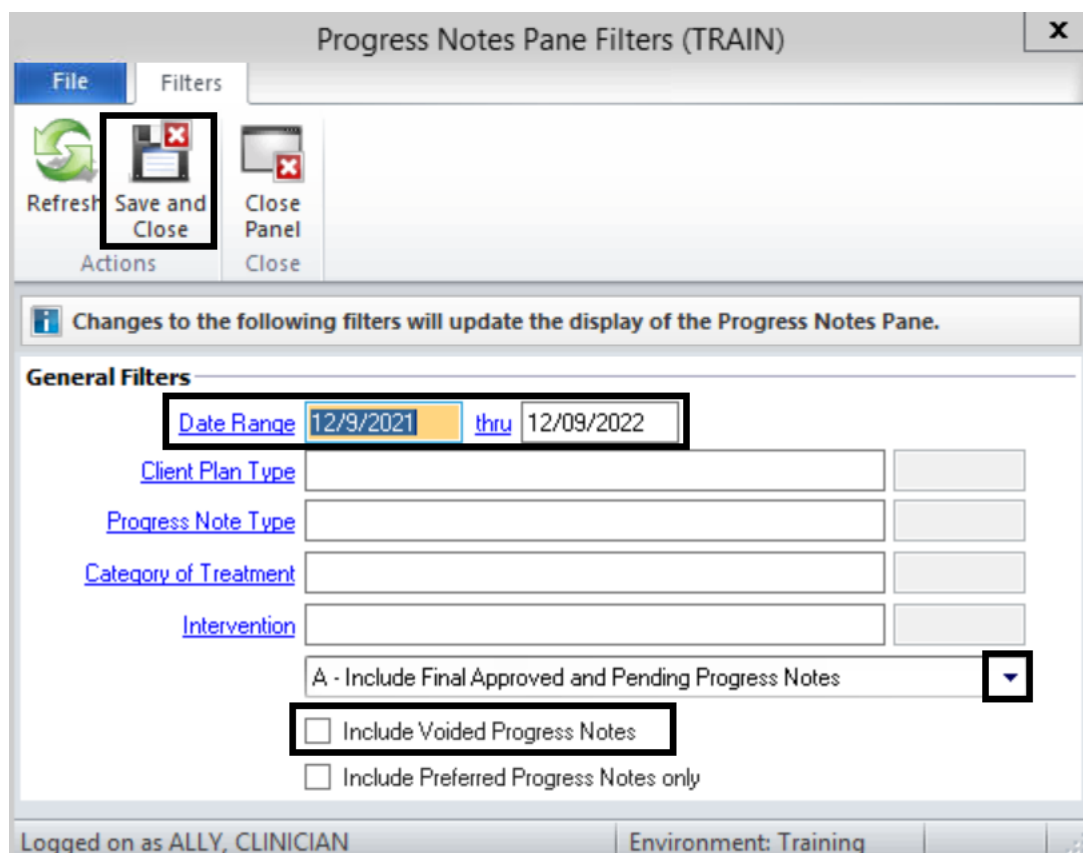 Progress Notes Pane Filters (TRAIN)
x
File Filters
Refresh Save and Close Close Panel
Actions Close
Changes to the following filters will update the display of the Progress Notes Pane.
General Filters
Date Range 12/9/2021 thru 12/09/2022
Client Plan Type
Progress Note Type
Category of Treatment
Intervention
A - Include Final Approved and Pending Progress Notes
Include Voided Progress Notes
Include Preferred Progress Notes only
Logged on as ALLY, CLINICIAN Environment: Training